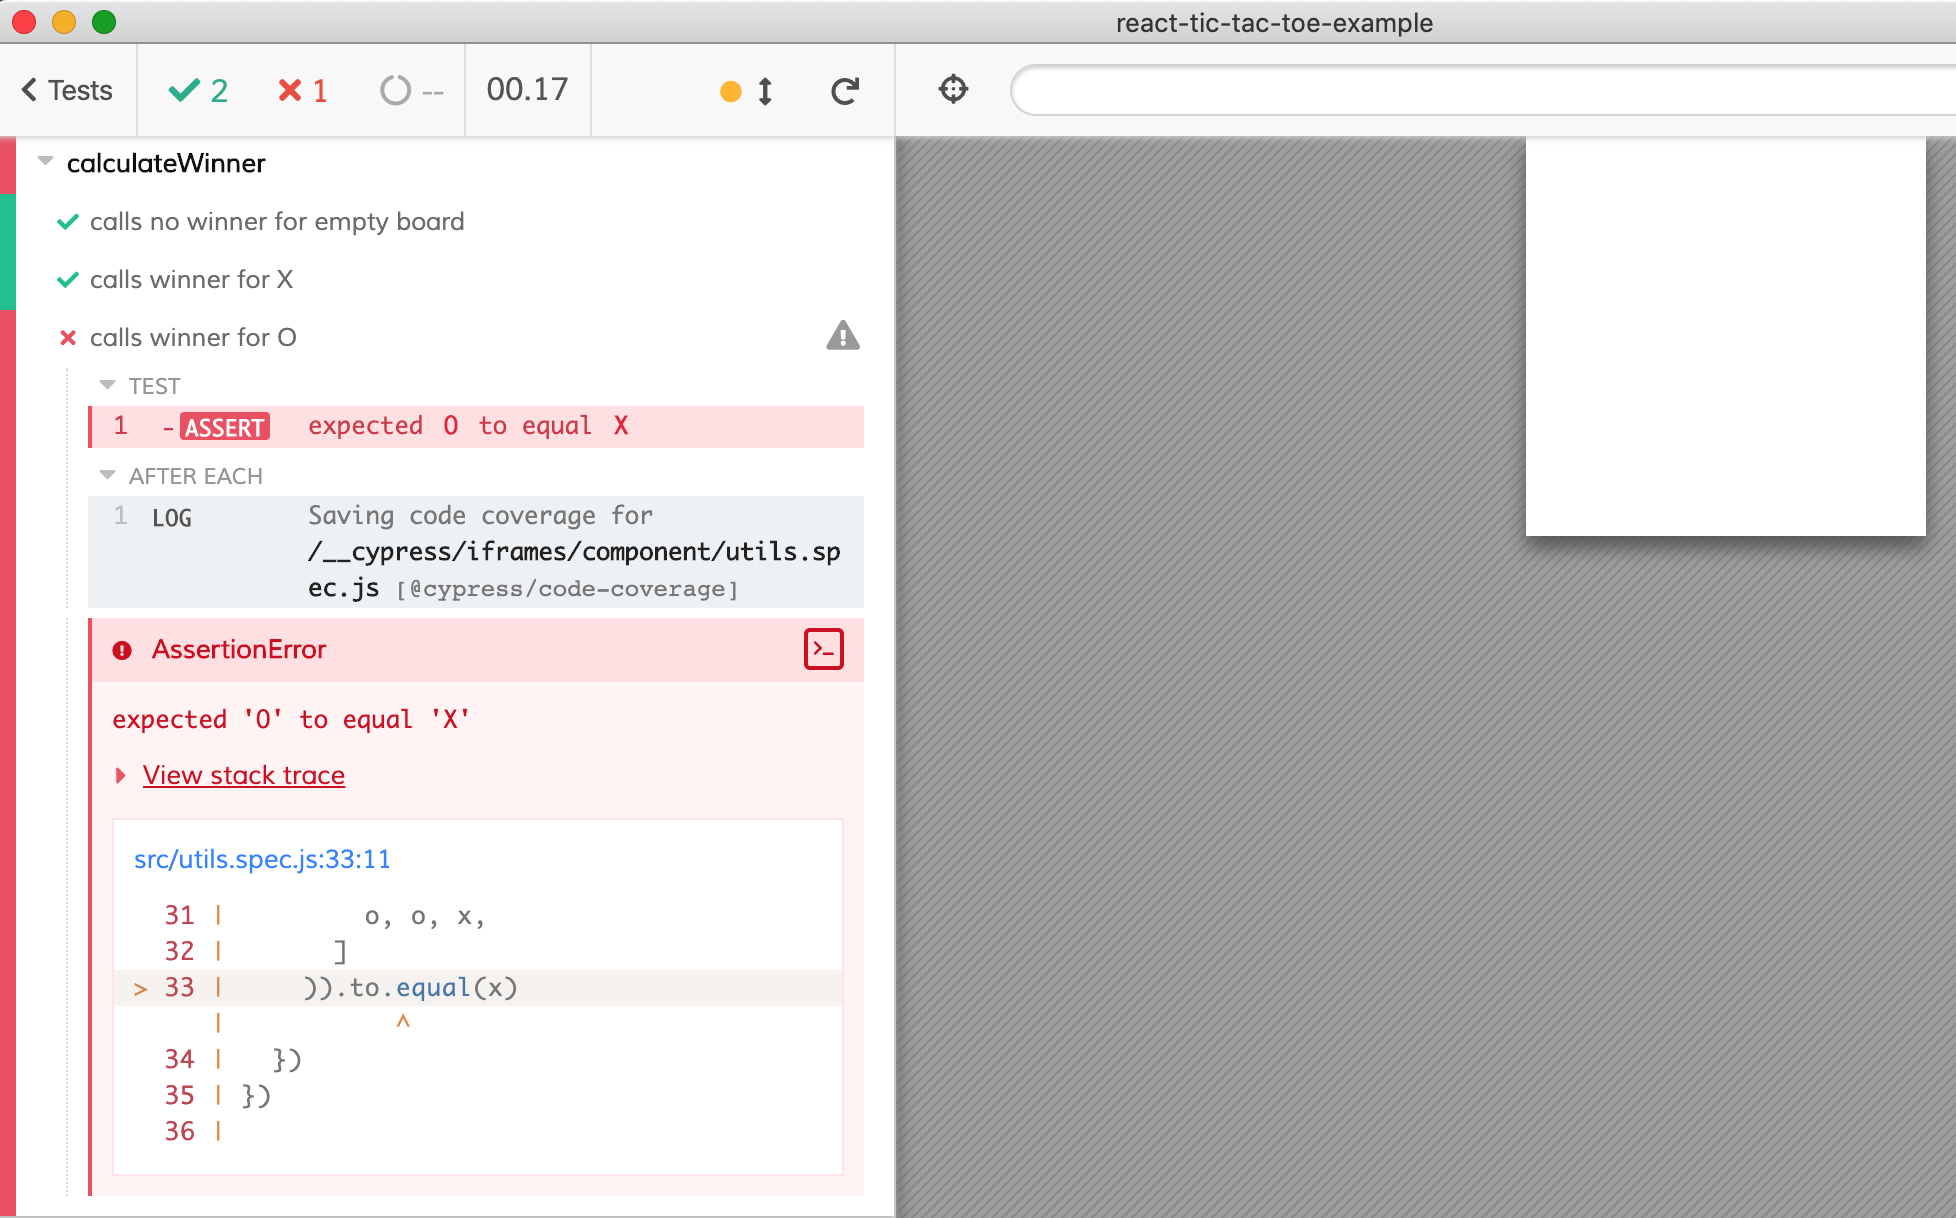 react-tic-tac-toe-example
Tests 2 1 -- 00.17
calculateWinner
calls no winner for empty board
calls winner for X
calls winner for O
TEST
1 -ASSERT expected O to equal X
AFTER EACH
1 LOG Saving code coverage for
/__cypress/iframes/component/utils.sp
ec.js [@cypress/code-coverage]
AssertionError
expected 'O' to equal 'X'
View stack trace
src/utils.spec.js:33:11
31 | o, o, x,
32 | ]
> 33 | )).to.equal(x)
| ^
34 | })
35 | })
36 |